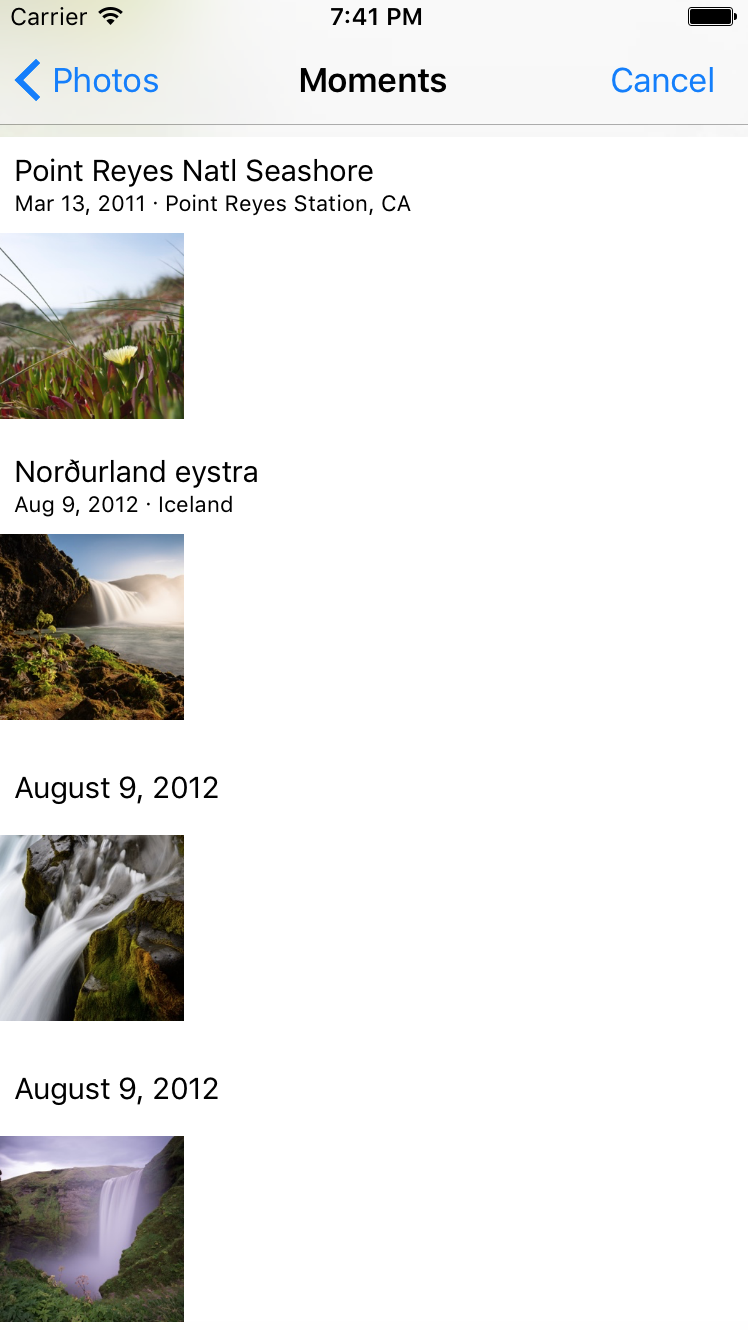 Carrier 7:41 PM
Photos Moments Cancel
Point Reyes Natl Seashore
Mar 13, 2011 · Point Reyes Station, CA
Norðurland eystra
Aug 9, 2012 · Iceland
August 9, 2012
August 9, 2012